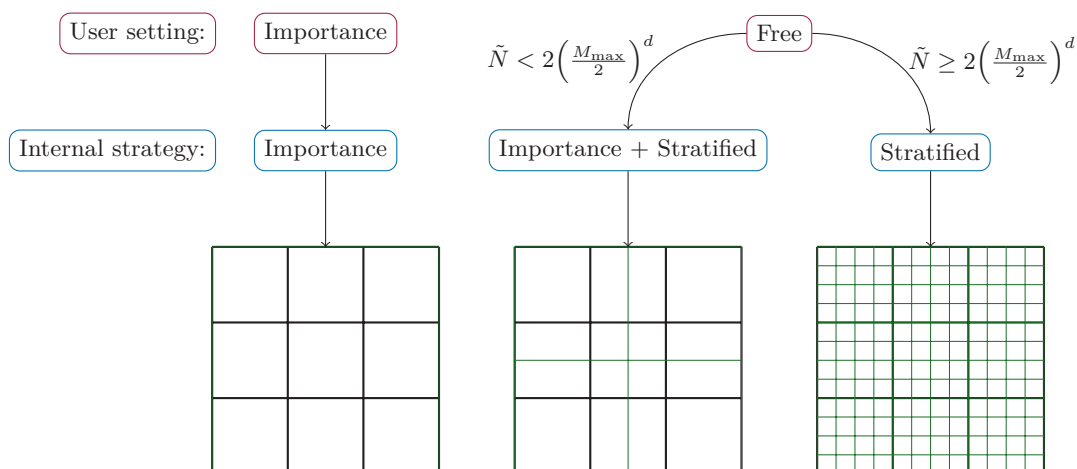 User setting: Importance Free
Ñ < 2(M_max/2)^d Ñ ≥ 2(M_max/2)^d
Internal strategy: Importance Importance + Stratified Stratified